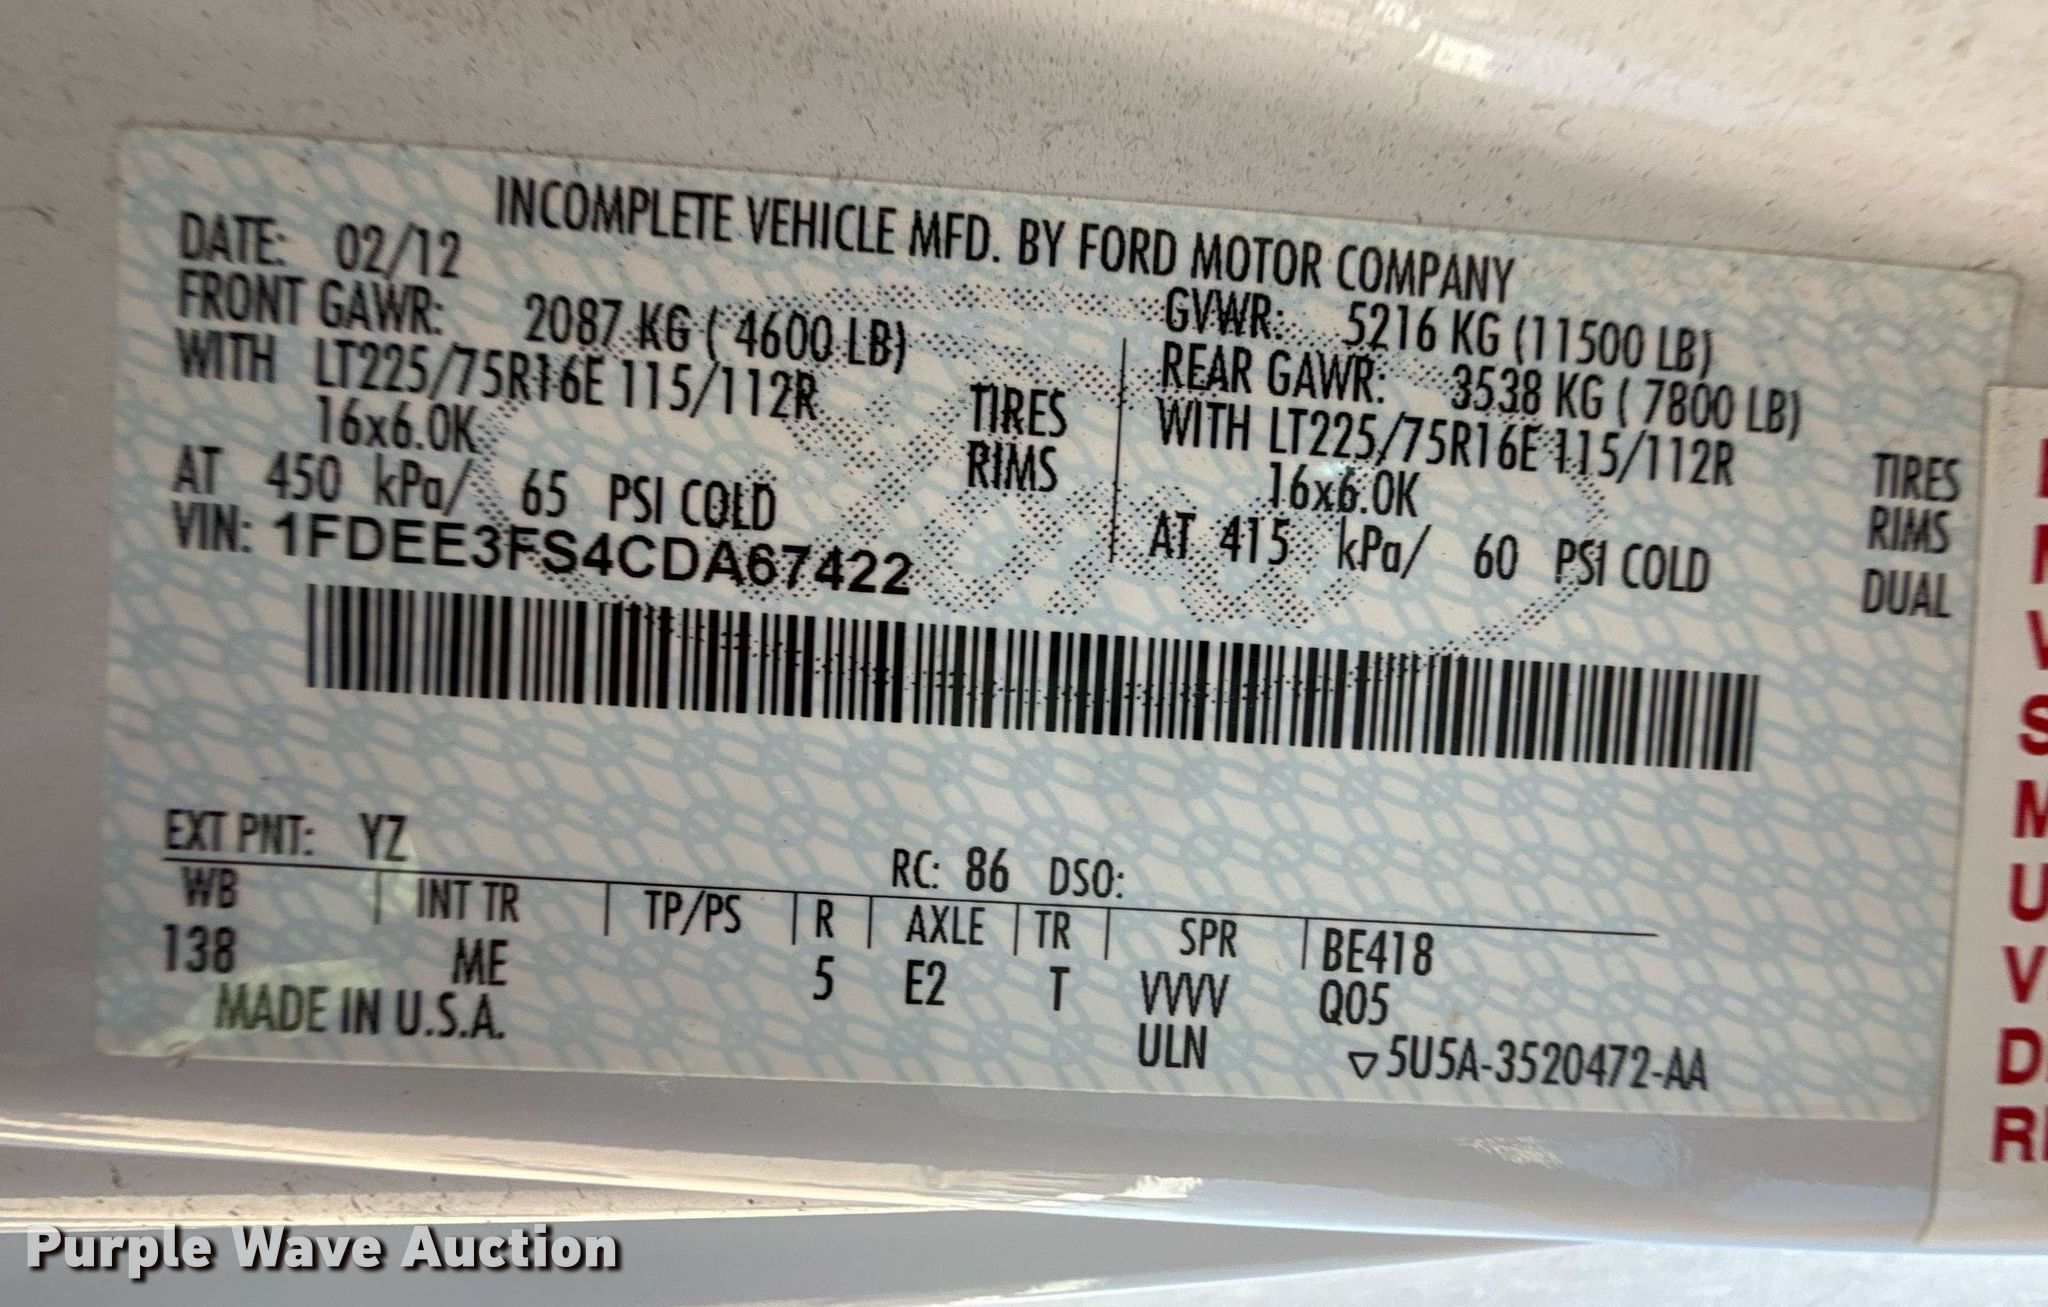 INCOMPLETE VEHICLE MFD. BY FORD MOTOR COMPANY
DATE: 02/12
GVWR: 5216 KG (11500 LB)
FRONT GAWR: 2087 KG ( 4600 LB)
WITH LT225/75R16E 115/112R TIRES
16x6.0K RIMS
AT 450 kPa/ 65 PSI COLD
REAR GAWR: 3538 KG ( 7800 LB)
WITH LT225/75R16E 115/112R TIRES
16x6.0K RIMS
AT 415 kPa/ 60 PSI COLD DUAL
VIN: 1FDEE3FS4CDA67422
EXT PNT: YZ RC: 86 DSO:
WB INT TR TP/PS R AXLE TR SPR BE418
138 ME 5 E2 T VVVV Q05
MADE IN U.S.A. ULN ▽5U5A-3520472-AA
S
M
U
V
D
R
Purple Wave Auction